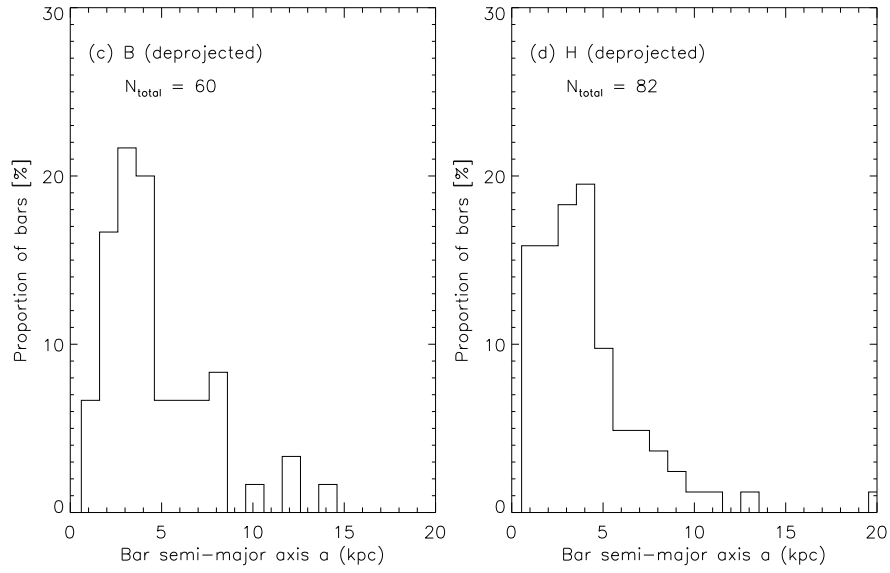 30
20
10
0
Proportion of bars [%]
(c) B (deprojected)
N_total = 60
0 5 10 15 20
Bar semi-major axis a (kpc)
30
20
10
0
Proportion of bars [%]
(d) H (deprojected)
N_total = 82
0 5 10 15 20
Bar semi-major axis a (kpc)